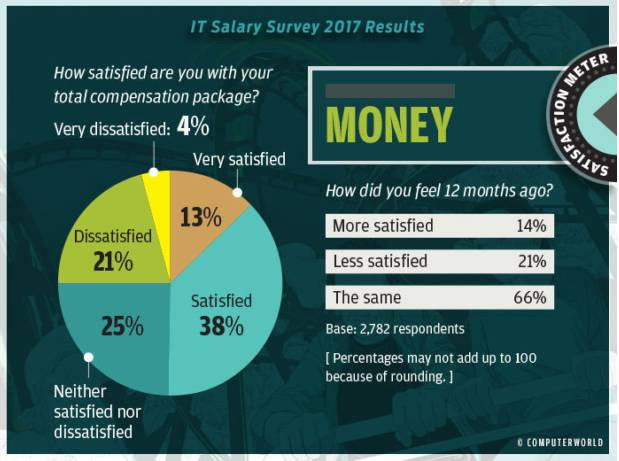 IT Salary Survey 2017 Results
How satisfied are you with your
total compensation package?
Very dissatisfied: 4%
Very satisfied
13%
Dissatisfied
21%
Satisfied
38%
25%
Neither
satisfied nor
dissatisfied
MONEY
SATISFACTION METER
How did you feel 12 months ago?
More satisfied 14%
Less satisfied 21%
The same 66%
Base: 2,782 respondents
[ Percentages may not add up to 100
because of rounding. ]
© COMPUTERWORLD